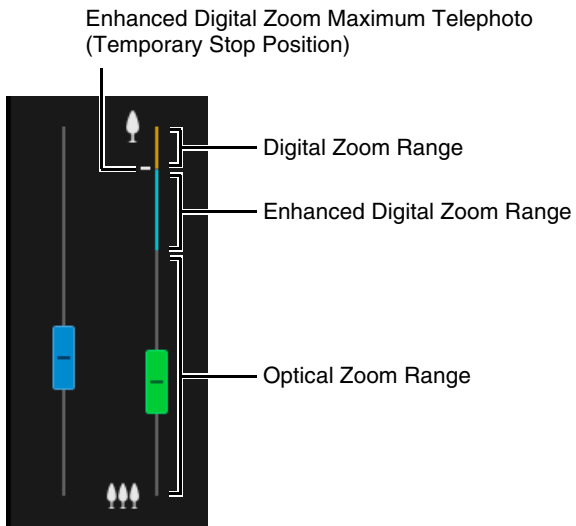 Enhanced Digital Zoom Maximum Telephoto
(Temporary Stop Position)
Digital Zoom Range
Enhanced Digital Zoom Range
Optical Zoom Range